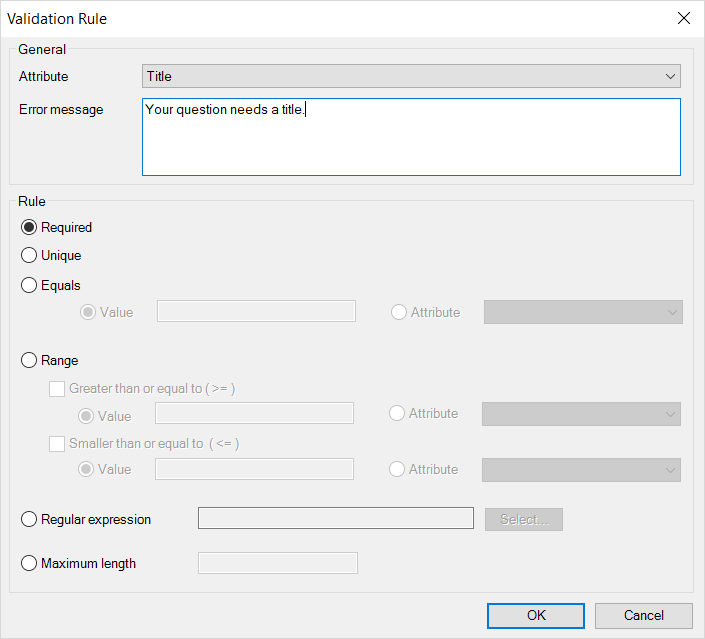 Validation Rule
General
Attribute
Title
Error message
Your question needs a title.
Rule
Required
Unique
Equals
Value
Attribute
Range
Greater than or equal to ( >= )
Value
Attribute
Smaller than or equal to ( <= )
Value
Attribute
Regular expression
Select...
Maximum length
OK
Cancel